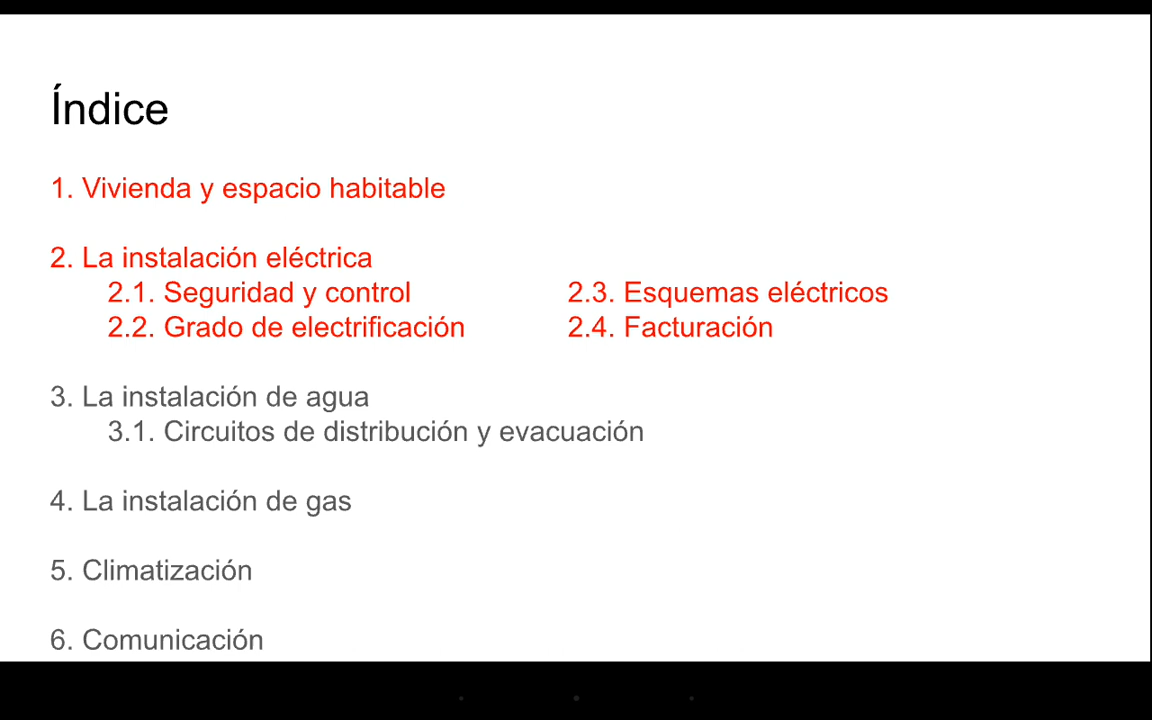 Índice
1. Vivienda y espacio habitable
2. La instalación eléctrica
2.1. Seguridad y control
2.3. Esquemas eléctricos
2.2. Grado de electrificación
2.4. Facturación
3. La instalación de agua
3.1. Circuitos de distribución y evacuación
4. La instalación de gas
5. Climatización
6. Comunicación